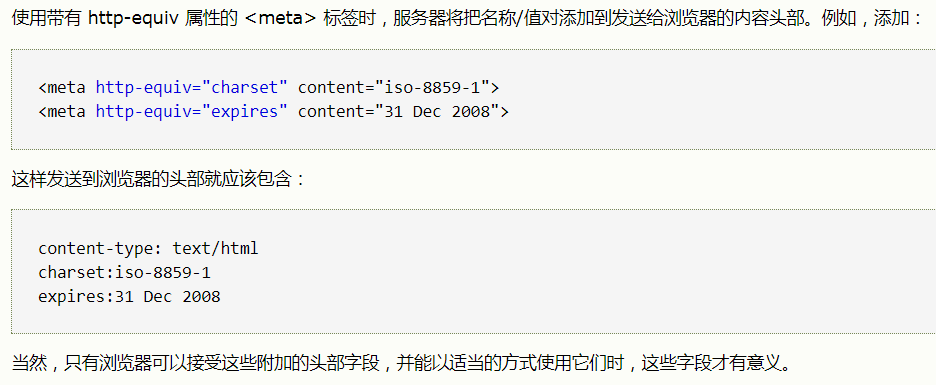 使用带有 http-equiv 属性的 <meta> 标签时，服务器将把名称/值对添加到发送给浏览器的内容头部。例如，添加：
<meta http-equiv="charset" content="iso-8859-1">
<meta http-equiv="expires" content="31 Dec 2008">
这样发送到浏览器的头部就应该包含：
content-type: text/html
charset:iso-8859-1
expires:31 Dec 2008
当然，只有浏览器可以接受这些附加的头部字段，并能以适当的方式使用它们时，这些字段才有意义。